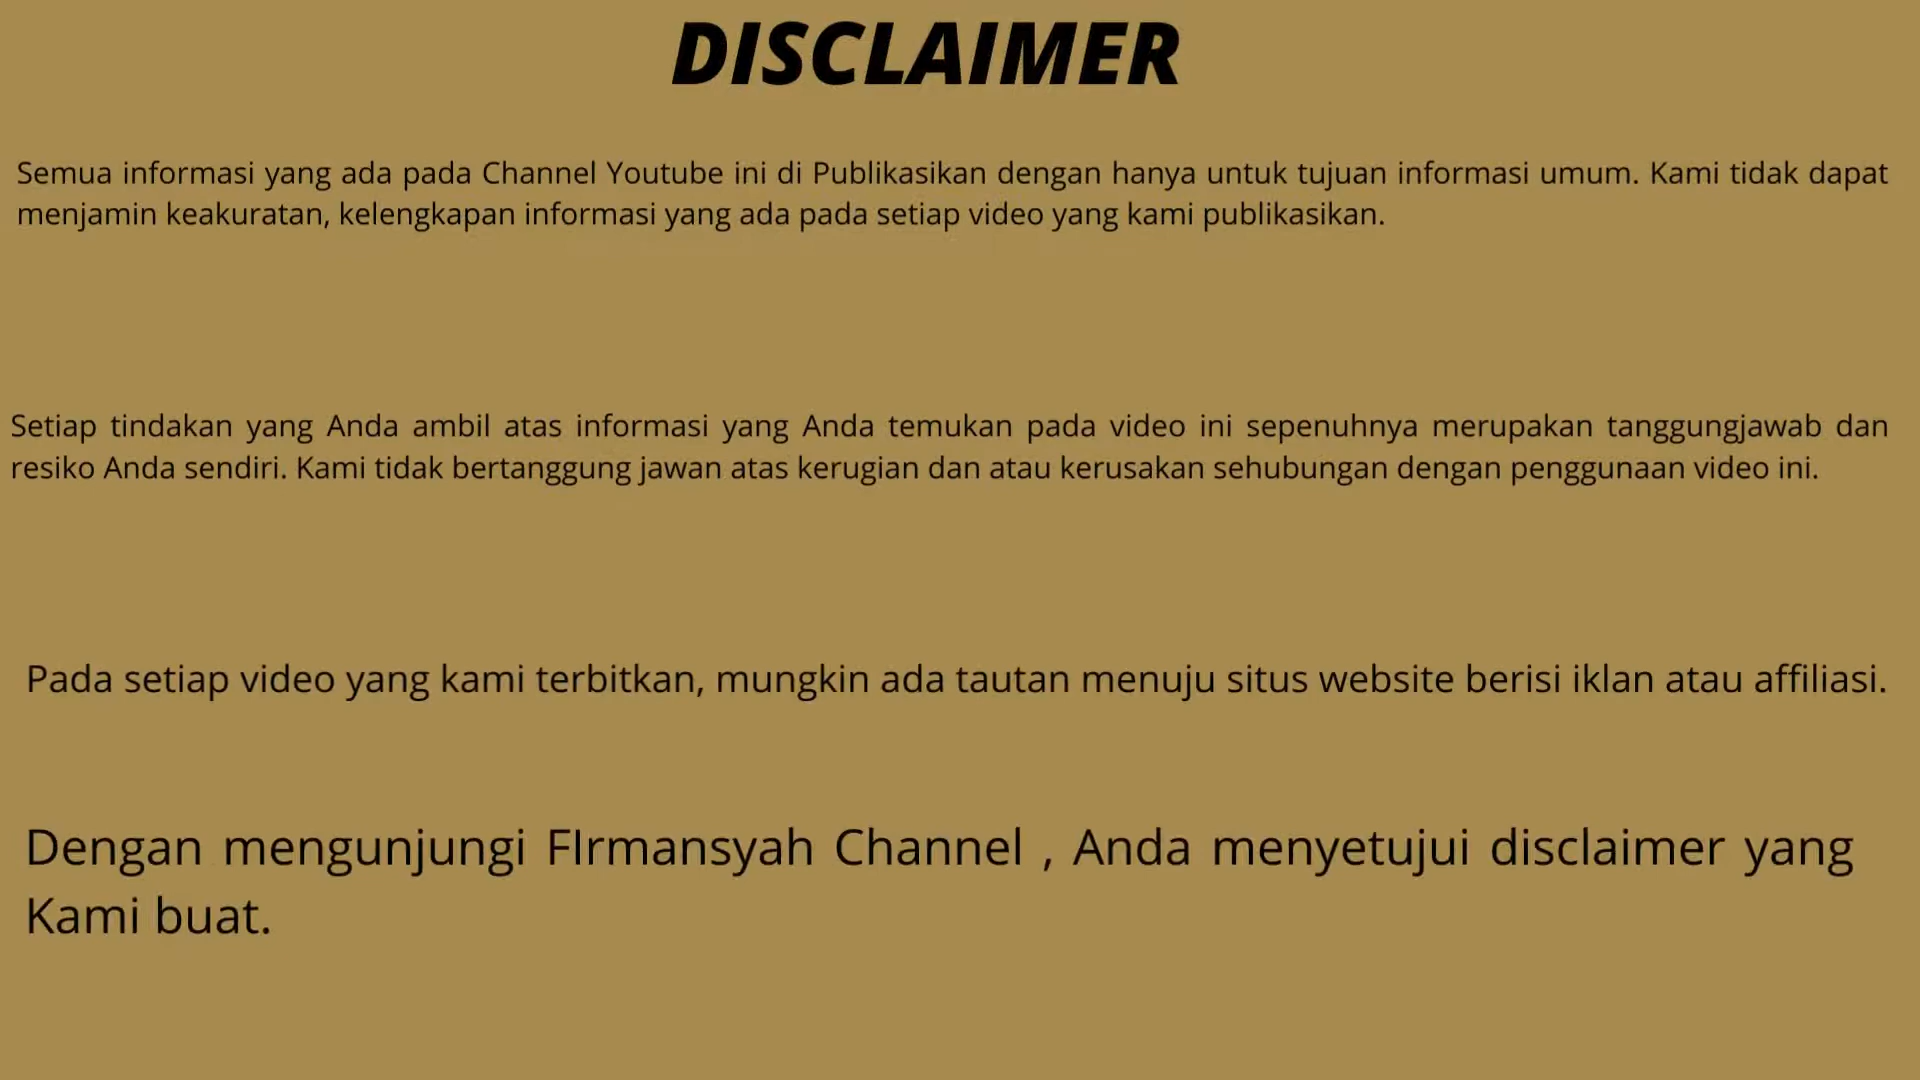 DISCLAIMER
Semua informasi yang ada pada Channel Youtube ini di Publikasikan dengan hanya untuk tujuan informasi umum. Kami tidak dapat
menjamin keakuratan, kelengkapan informasi yang ada pada setiap video yang kami publikasikan.
Setiap tindakan yang Anda ambil atas informasi yang Anda temukan pada video ini sepenuhnya merupakan tanggungjawab dan
resiko Anda sendiri. Kami tidak bertanggung jawan atas kerugian dan atau kerusakan sehubungan dengan penggunaan video ini.
Pada setiap video yang kami terbitkan, mungkin ada tautan menuju situs website berisi iklan atau affiliasi.
Dengan mengunjungi FIrmansyah Channel , Anda menyetujui disclaimer yang
Kami buat.